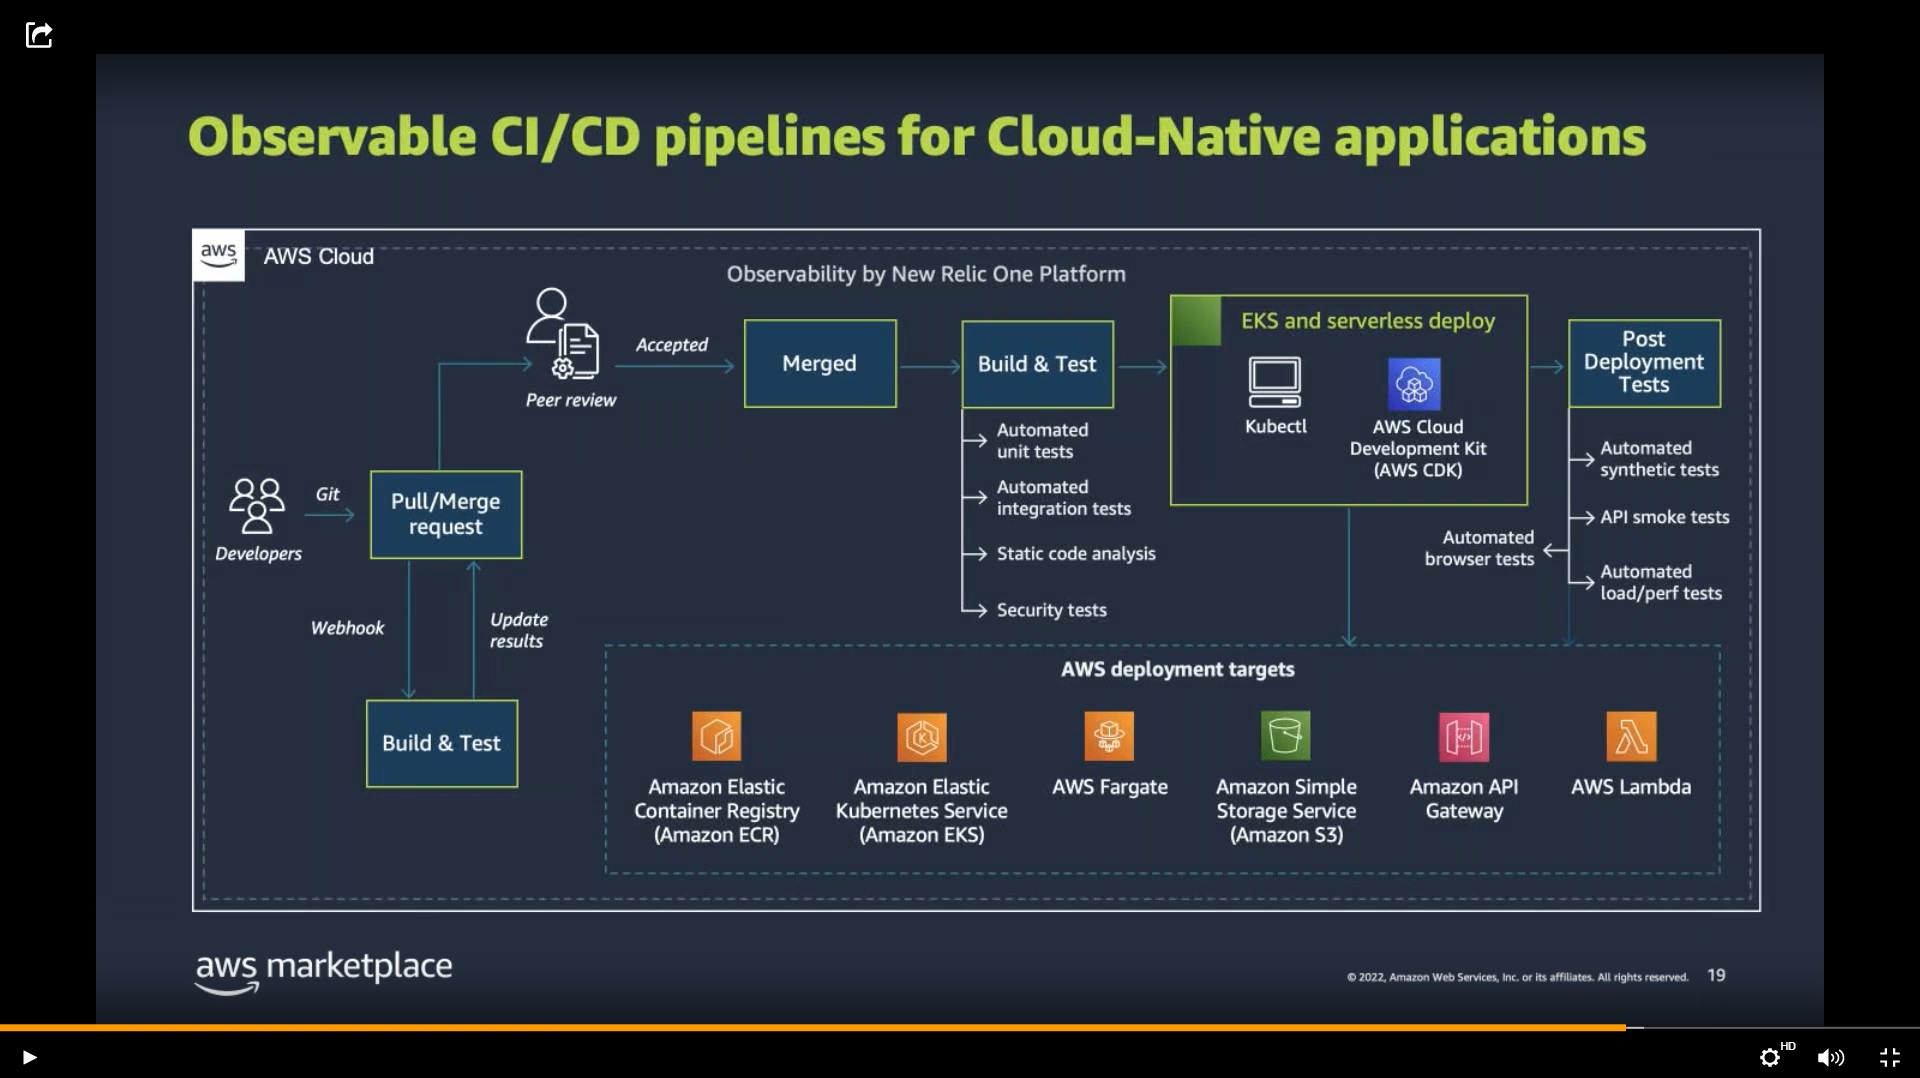 Observable CI/CD pipelines for Cloud-Native applications
aws
AWS Cloud
Observability by New Relic One Platform
Developers
Git
Pull/Merge
request
Webhook
Update
results
Build & Test
Peer review
Accepted
Merged
Build & Test
Automated
unit tests
Automated
integration tests
Static code analysis
Security tests
EKS and serverless deploy
Kubectl
AWS Cloud
Development Kit
(AWS CDK)
Post
Deployment
Tests
Automated
synthetic tests
API smoke tests
Automated
browser tests
Automated
load/perf tests
AWS deployment targets
Amazon Elastic
Container Registry
(Amazon ECR)
Amazon Elastic
Kubernetes Service
(Amazon EKS)
AWS Fargate
Amazon Simple
Storage Service
(Amazon S3)
Amazon API
Gateway
AWS Lambda
aws marketplace
© 2022, Amazon Web Services, Inc. or its affiliates. All rights reserved.
19
HD